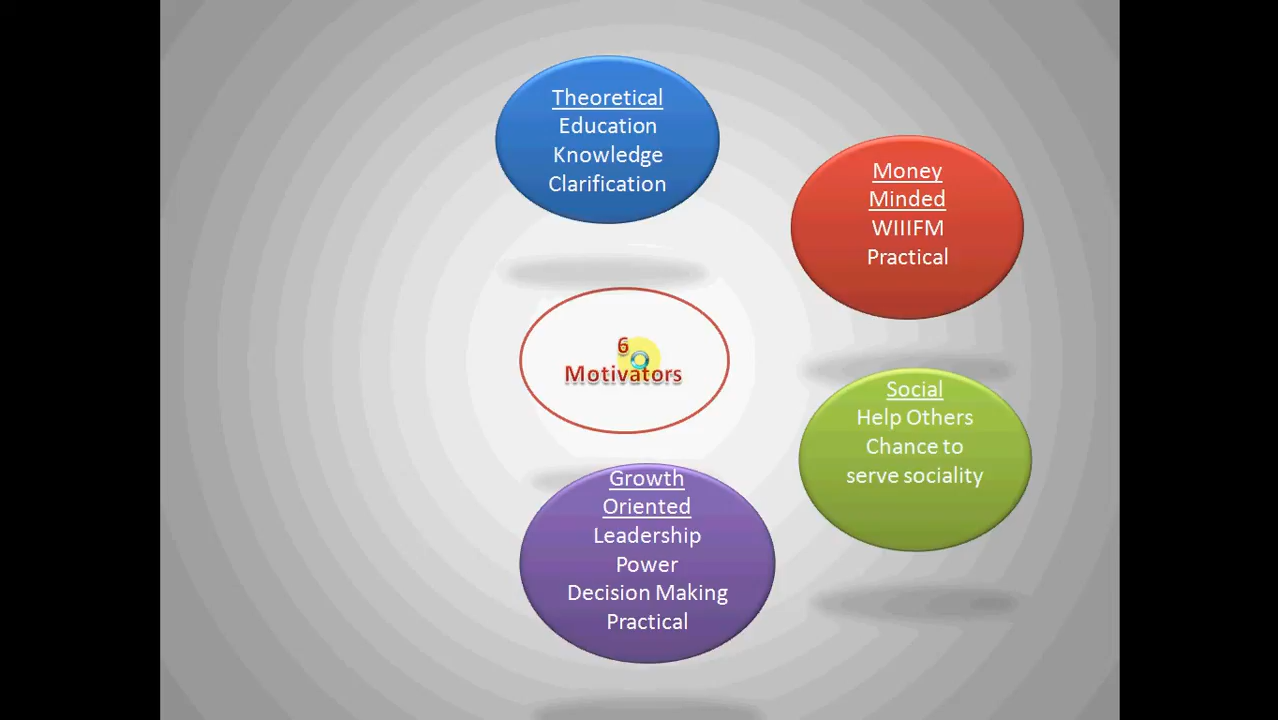 Theoretical
Education
Knowledge
Clarification
Money
Minded
WIIIFM
Practical
6
Motivators
Social
Help Others
Chance to
serve sociality
Growth
Oriented
Leadership
Power
Decision Making
Practical